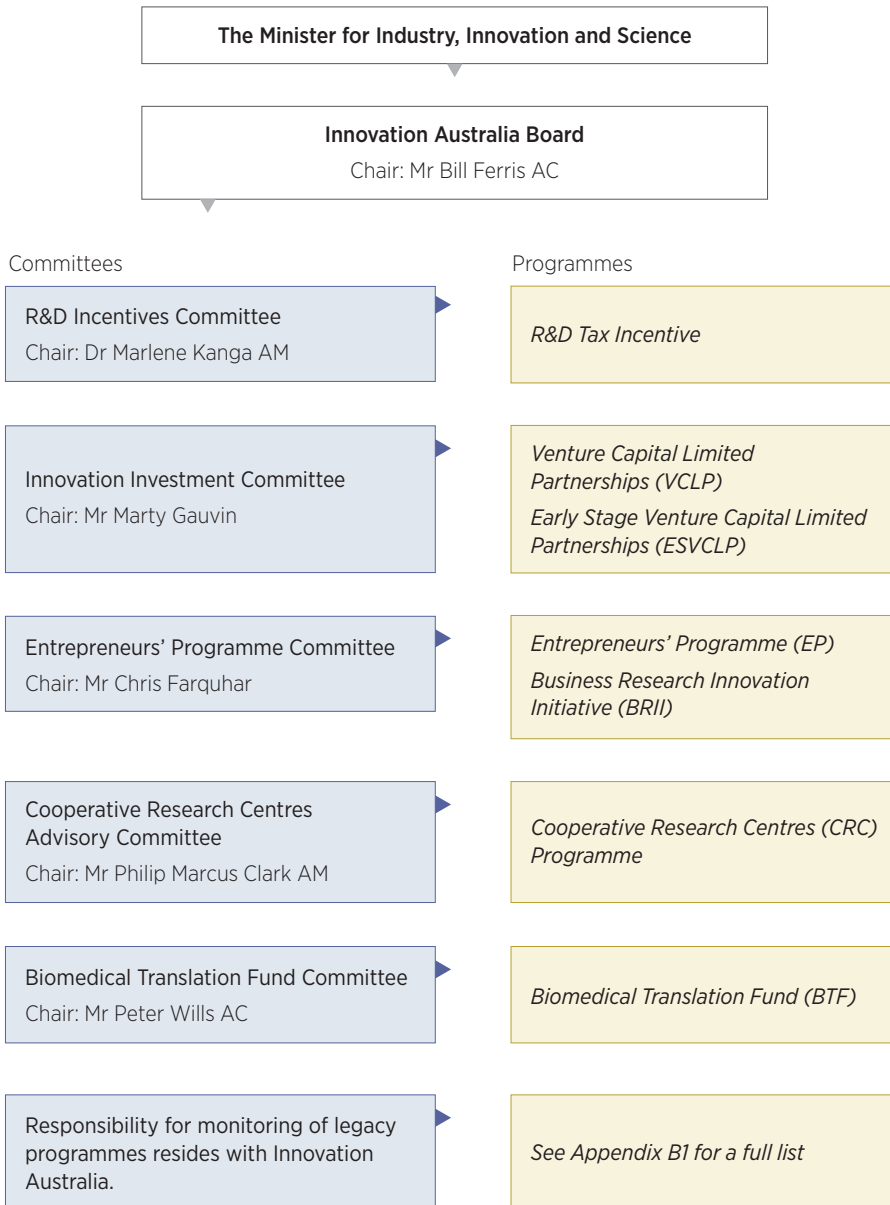 The Minister for Industry, Innovation and Science
Innovation Australia Board
Chair: Mr Bill Ferris AC
Committees
Programmes
R&D Incentives Committee
Chair: Dr Marlene Kanga AM
R&D Tax Incentive
Innovation Investment Committee
Chair: Mr Marty Gauvin
Venture Capital Limited
Partnerships (VCLP)
Early Stage Venture Capital Limited
Partnerships (ESVCLP)
Entrepreneurs’ Programme Committee
Chair: Mr Chris Farquhar
Entrepreneurs’ Programme (EP)
Business Research Innovation
Initiative (BRII)
Cooperative Research Centres
Advisory Committee
Chair: Mr Philip Marcus Clark AM
Cooperative Research Centres (CRC)
Programme
Biomedical Translation Fund Committee
Chair: Mr Peter Wills AC
Biomedical Translation Fund (BTF)
Responsibility for monitoring of legacy
programmes resides with Innovation
Australia.
See Appendix B1 for a full list